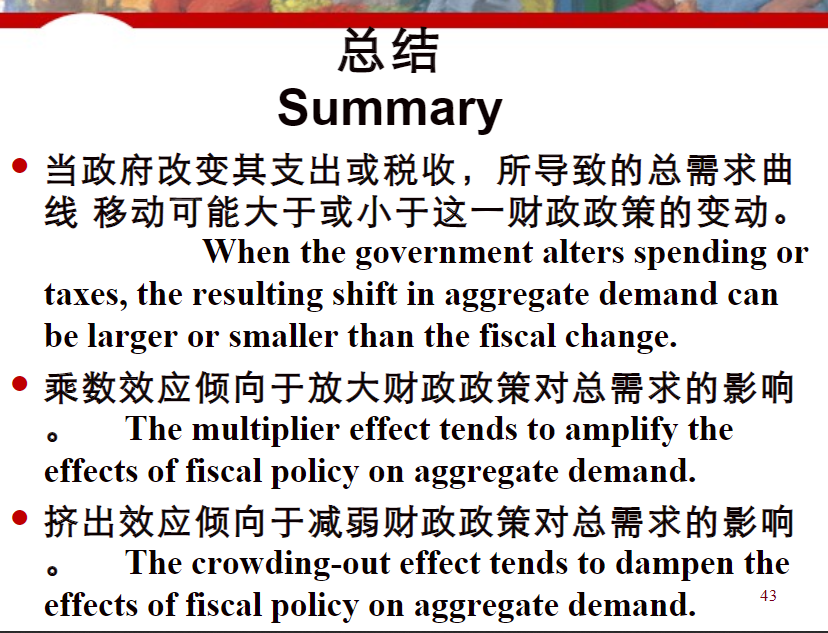 总结
Summary
当政府改变其支出或税收，所导致的总需求曲
线 移动可能大于或小于这一财政政策的变动。
When the government alters spending or
taxes, the resulting shift in aggregate demand can
be larger or smaller than the fiscal change.
乘数效应倾向于放大财政政策对总需求的影响
。 The multiplier effect tends to amplify the
effects of fiscal policy on aggregate demand.
挤出效应倾向于减弱财政政策对总需求的影响
。 The crowding-out effect tends to dampen the
effects of fiscal policy on aggregate demand.
43